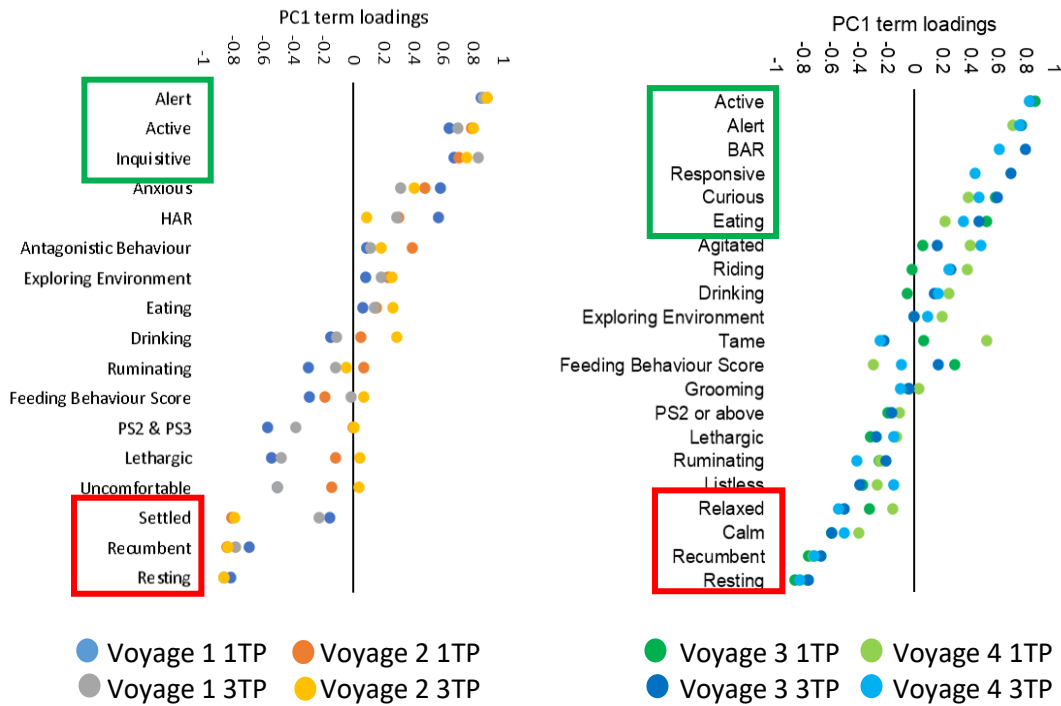 PC1 term loadings
-1 -0.8 -0.6 -0.4 -0.2 0 0.2 0.4 0.6 0.8 1
Alert
Active
Inquisitive
Anxious
HAR
Antagonistic Behaviour
Exploring Environment
Eating
Drinking
Ruminating
Feeding Behaviour Score
PS2 & PS3
Lethargic
Uncomfortable
Settled
Recumbent
Resting
Voyage 1 1TP
Voyage 2 1TP
Voyage 1 3TP
Voyage 2 3TP
PC1 term loadings
-1 -0.8 -0.6 -0.4 -0.2 0 0.2 0.4 0.6 0.8 1
Active
Alert
BAR
Responsive
Curious
Eating
Agitated
Riding
Drinking
Exploring Environment
Tame
Feeding Behaviour Score
Grooming
PS2 or above
Lethargic
Ruminating
Listless
Relaxed
Calm
Recumbent
Resting
Voyage 3 1TP
Voyage 4 1TP
Voyage 3 3TP
Voyage 4 3TP